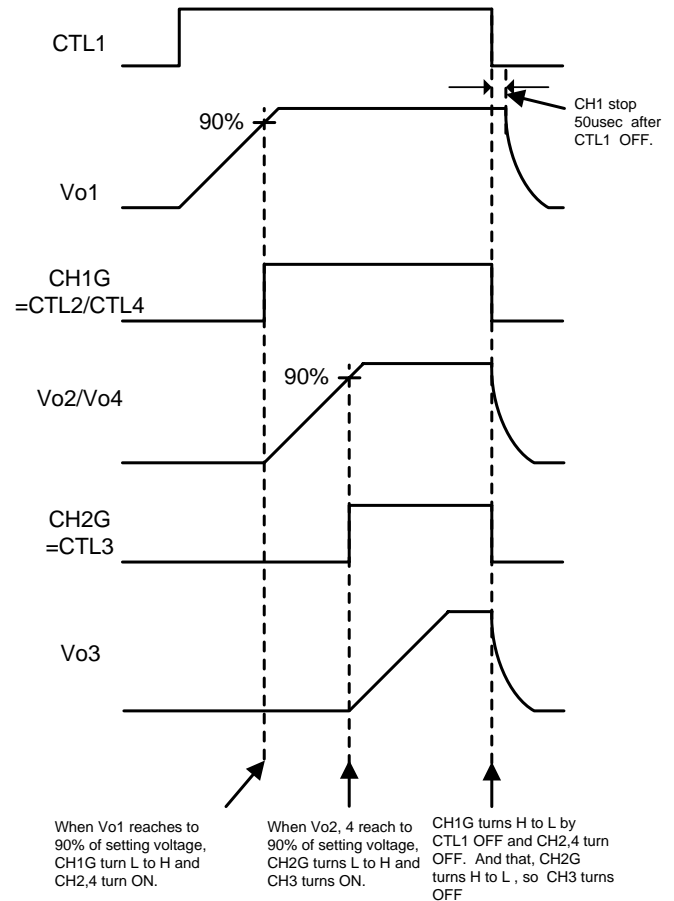 CTL1
CH1 stop
50usec after
CTL1 OFF.
90%
Vo1
CH1G
=CTL2/CTL4
90%
Vo2/Vo4
CH2G
=CTL3
Vo3
When Vo1 reaches to
90% of setting voltage,
CH1G turn L to H and
CH2,4 turn ON.
When Vo2, 4 reach to
90% of setting voltage,
CH2G turns L to H and
CH3 turns ON.
CH1G turns H to L by
CTL1 OFF and CH2,4 turn
OFF. And that, CH2G
turns H to L , so CH3 turns
OFF